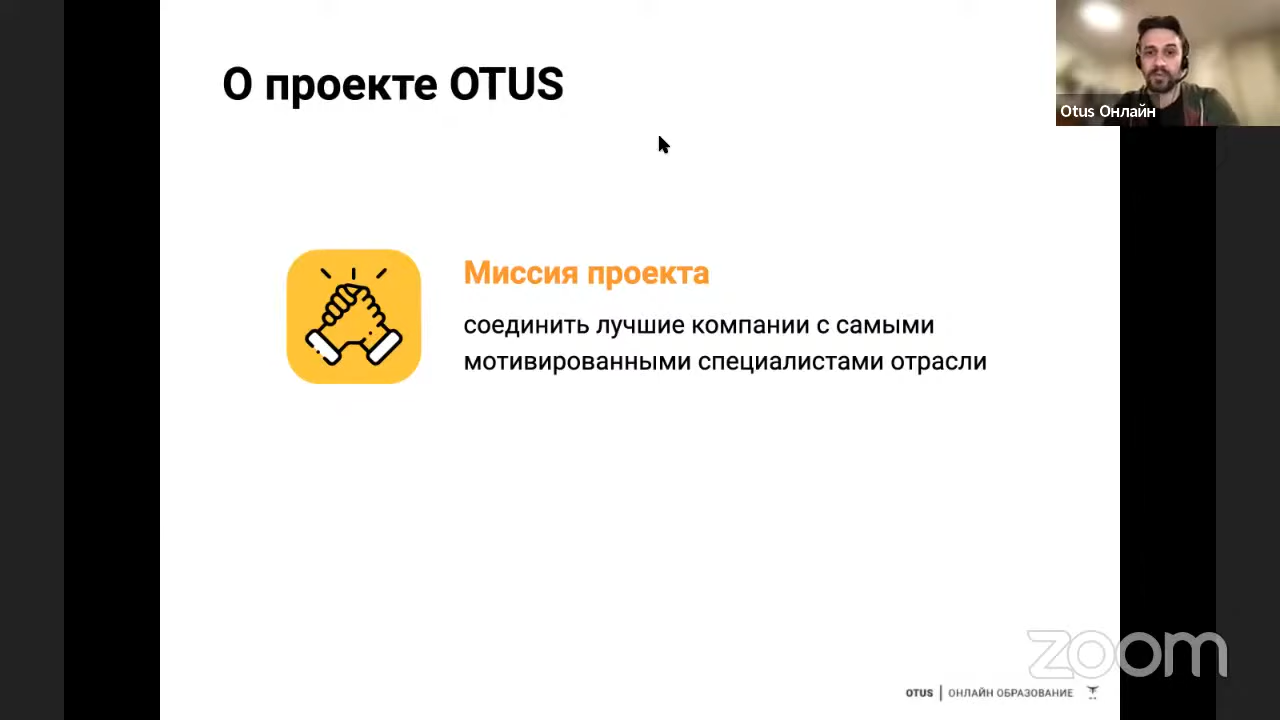 О проекте OTUS
Otus Онлайн
Миссия проекта
соединить лучшие компании с самыми
мотивированными специалистами отрасли
zoom
OTUS | ОНЛАЙН ОБРАЗОВАНИЕ